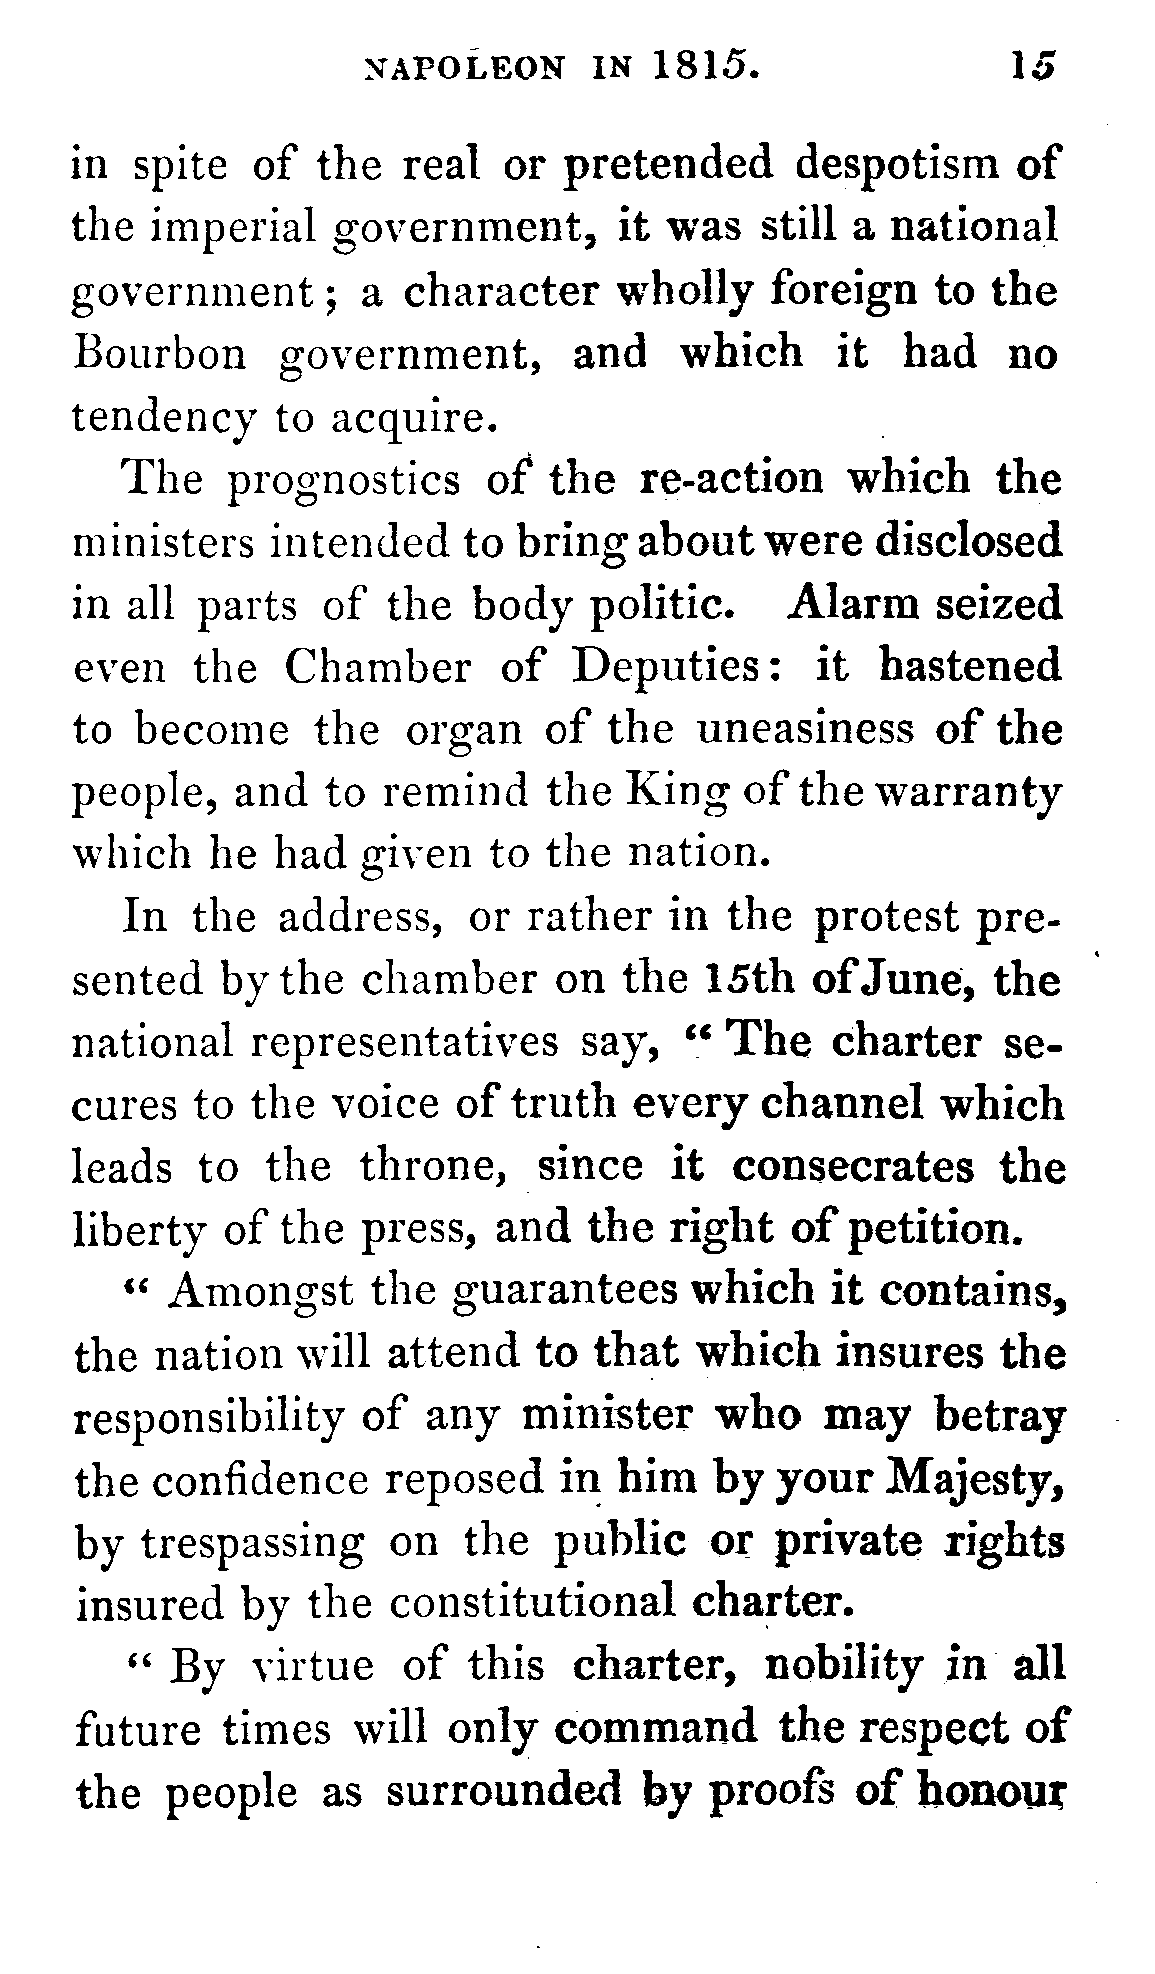 NAPOLEON IN 1815. 15
in spite of the real or pretended despotism of
the imperial government, it was still a national
government; a character wholly foreign to the
Bourbon government, and which it had no
tendency to acquire.
The prognostics of the re-action which the
ministers intended to bring about were disclosed
in all parts of the body politic. Alarm seized
even the Chamber of Deputies: it hastened
to become the organ of the uneasiness of the
people, and to remind the King of the warranty
which he had given to the nation.
In the address, or rather in the protest pre-
sented by the chamber on the 15th of June, the
national representatives say, “ The charter se-
cures to the voice of truth every channel which
leads to the throne, since it consecrates the
liberty of the press, and the right of petition.
“ Amongst the guarantees which it contains,
the nation will attend to that which insures the
responsibility of any minister who may betray
the confidence reposed in him by your Majesty,
by trespassing on the public or private rights
insured by the constitutional charter.
“ By virtue of this charter, nobility in all
future times will only command the respect of
the people as surrounded by proofs of honour